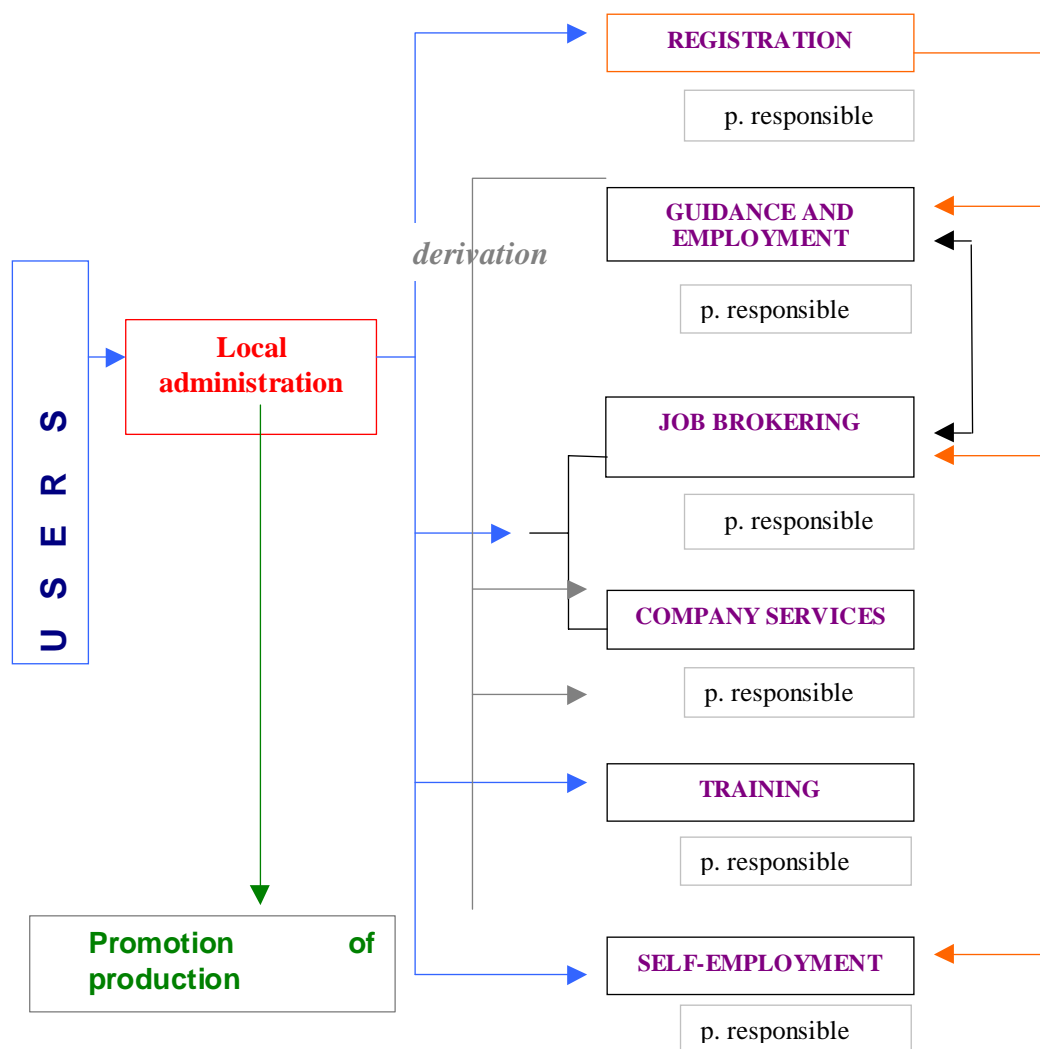 REGISTRATION
p. responsible
GUIDANCE AND
EMPLOYMENT
derivation
p. responsible
USERS
Local
administration
JOB BROKERING
p. responsible
COMPANY SERVICES
p. responsible
TRAINING
p. responsible
Promotion of
production
SELF-EMPLOYMENT
p. responsible